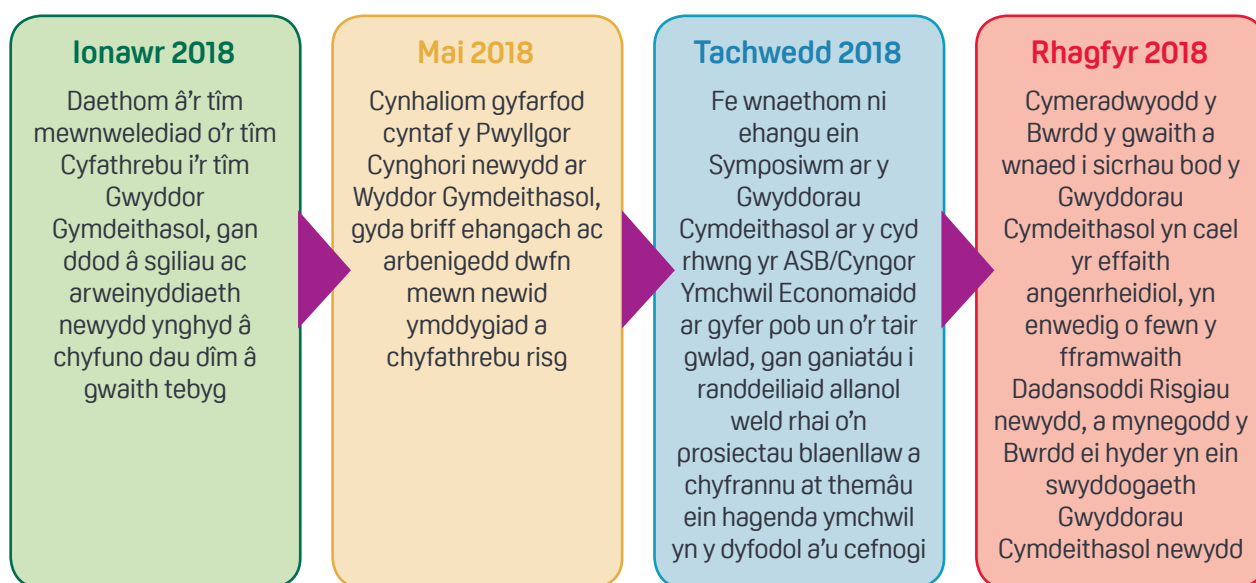 Ionawr 2018
Daethom â'r tîm
mewnwelediad o'r tîm
Cyfathrebu i'r tîm
Gwyddor
Gymdeithasol, gan
ddod â sgiliau ac
arweinyddiaeth
newydd ynghyd â
chyfuno dau dîm â
gwaith tebyg
Mai 2018
Cynhaliom gyfarfod
cyntaf y Pwyllgor
Cynghori newydd ar
Wyddor Gymdeithasol,
gyda briff ehangach ac
arbenigedd dwfn
mewn newid
ymddygiad a
chyfathrebu risg
Tachwedd 2018
Fe wnaethom ni
ehangu ein
Symposiwm ar y
Gwyddorau
Cymdeithasol ar y cyd
rhwng yr ASB/Cyngor
Ymchwil Economaidd
ar gyfer pob un o'r tair
gwlad, gan ganiatáu i
randdeiliaid allanol
weld rhai o'n
prosiectau blaenllaw a
chyfrannu at themâu
ein hagenda ymchwil
yn y dyfodol a'u cefnogi
Rhagfyr 2018
Cymeradwyodd y
Bwrdd y gwaith a
wnaed i sicrhau bod y
Gwyddorau
Cymdeithasol yn cael
yr effaith
angenrheidiol, yn
enwedig o fewn y
fframwaith
Dadansoddi Risgiau
newydd, a mynegodd y
Bwrdd ei hyder yn ein
swyddogaeth
Gwyddorau
Cymdeithasol newydd